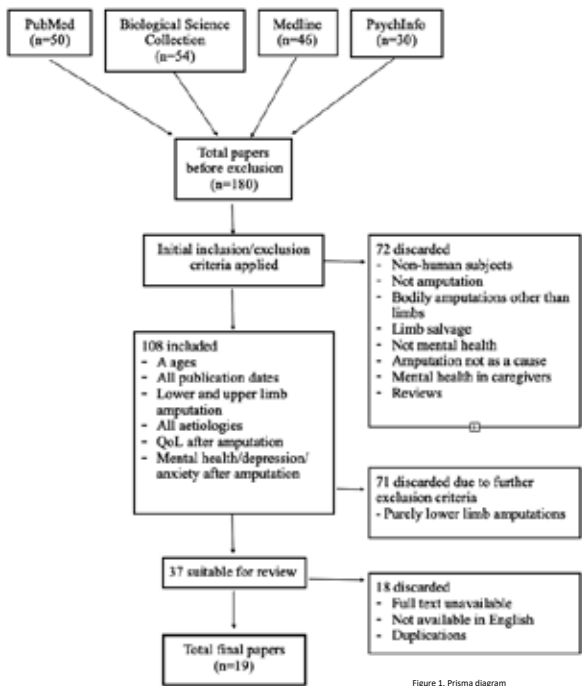 PubMed
(n=50)
Biological Science
Collection
(n=54)
Medline
(n=46)
PsychInfo
(n=30)
Total papers
before exclusion
(n=180)
Initial inclusion/exclusion
criteria applied
72 discarded
- Non-human subjects
- Not amputation
- Bodily amputations other than
limbs
- Limb salvage
- Not mental health
- Amputation not as a cause
- Mental health in caregivers
- Reviews
108 included
- A ages
- All publication dates
- Lower and upper limb
amputation
- All aetiologies
- QoL after amputation
- Mental health/depression/
anxiety after amputation
71 discarded due to further
exclusion criteria
- Purely lower limb amputations
37 suitable for review
18 discarded
- Full text unavailable
- Not available in English
- Duplications
Total final papers
(n=19)
Figure 1. Prisma diagram